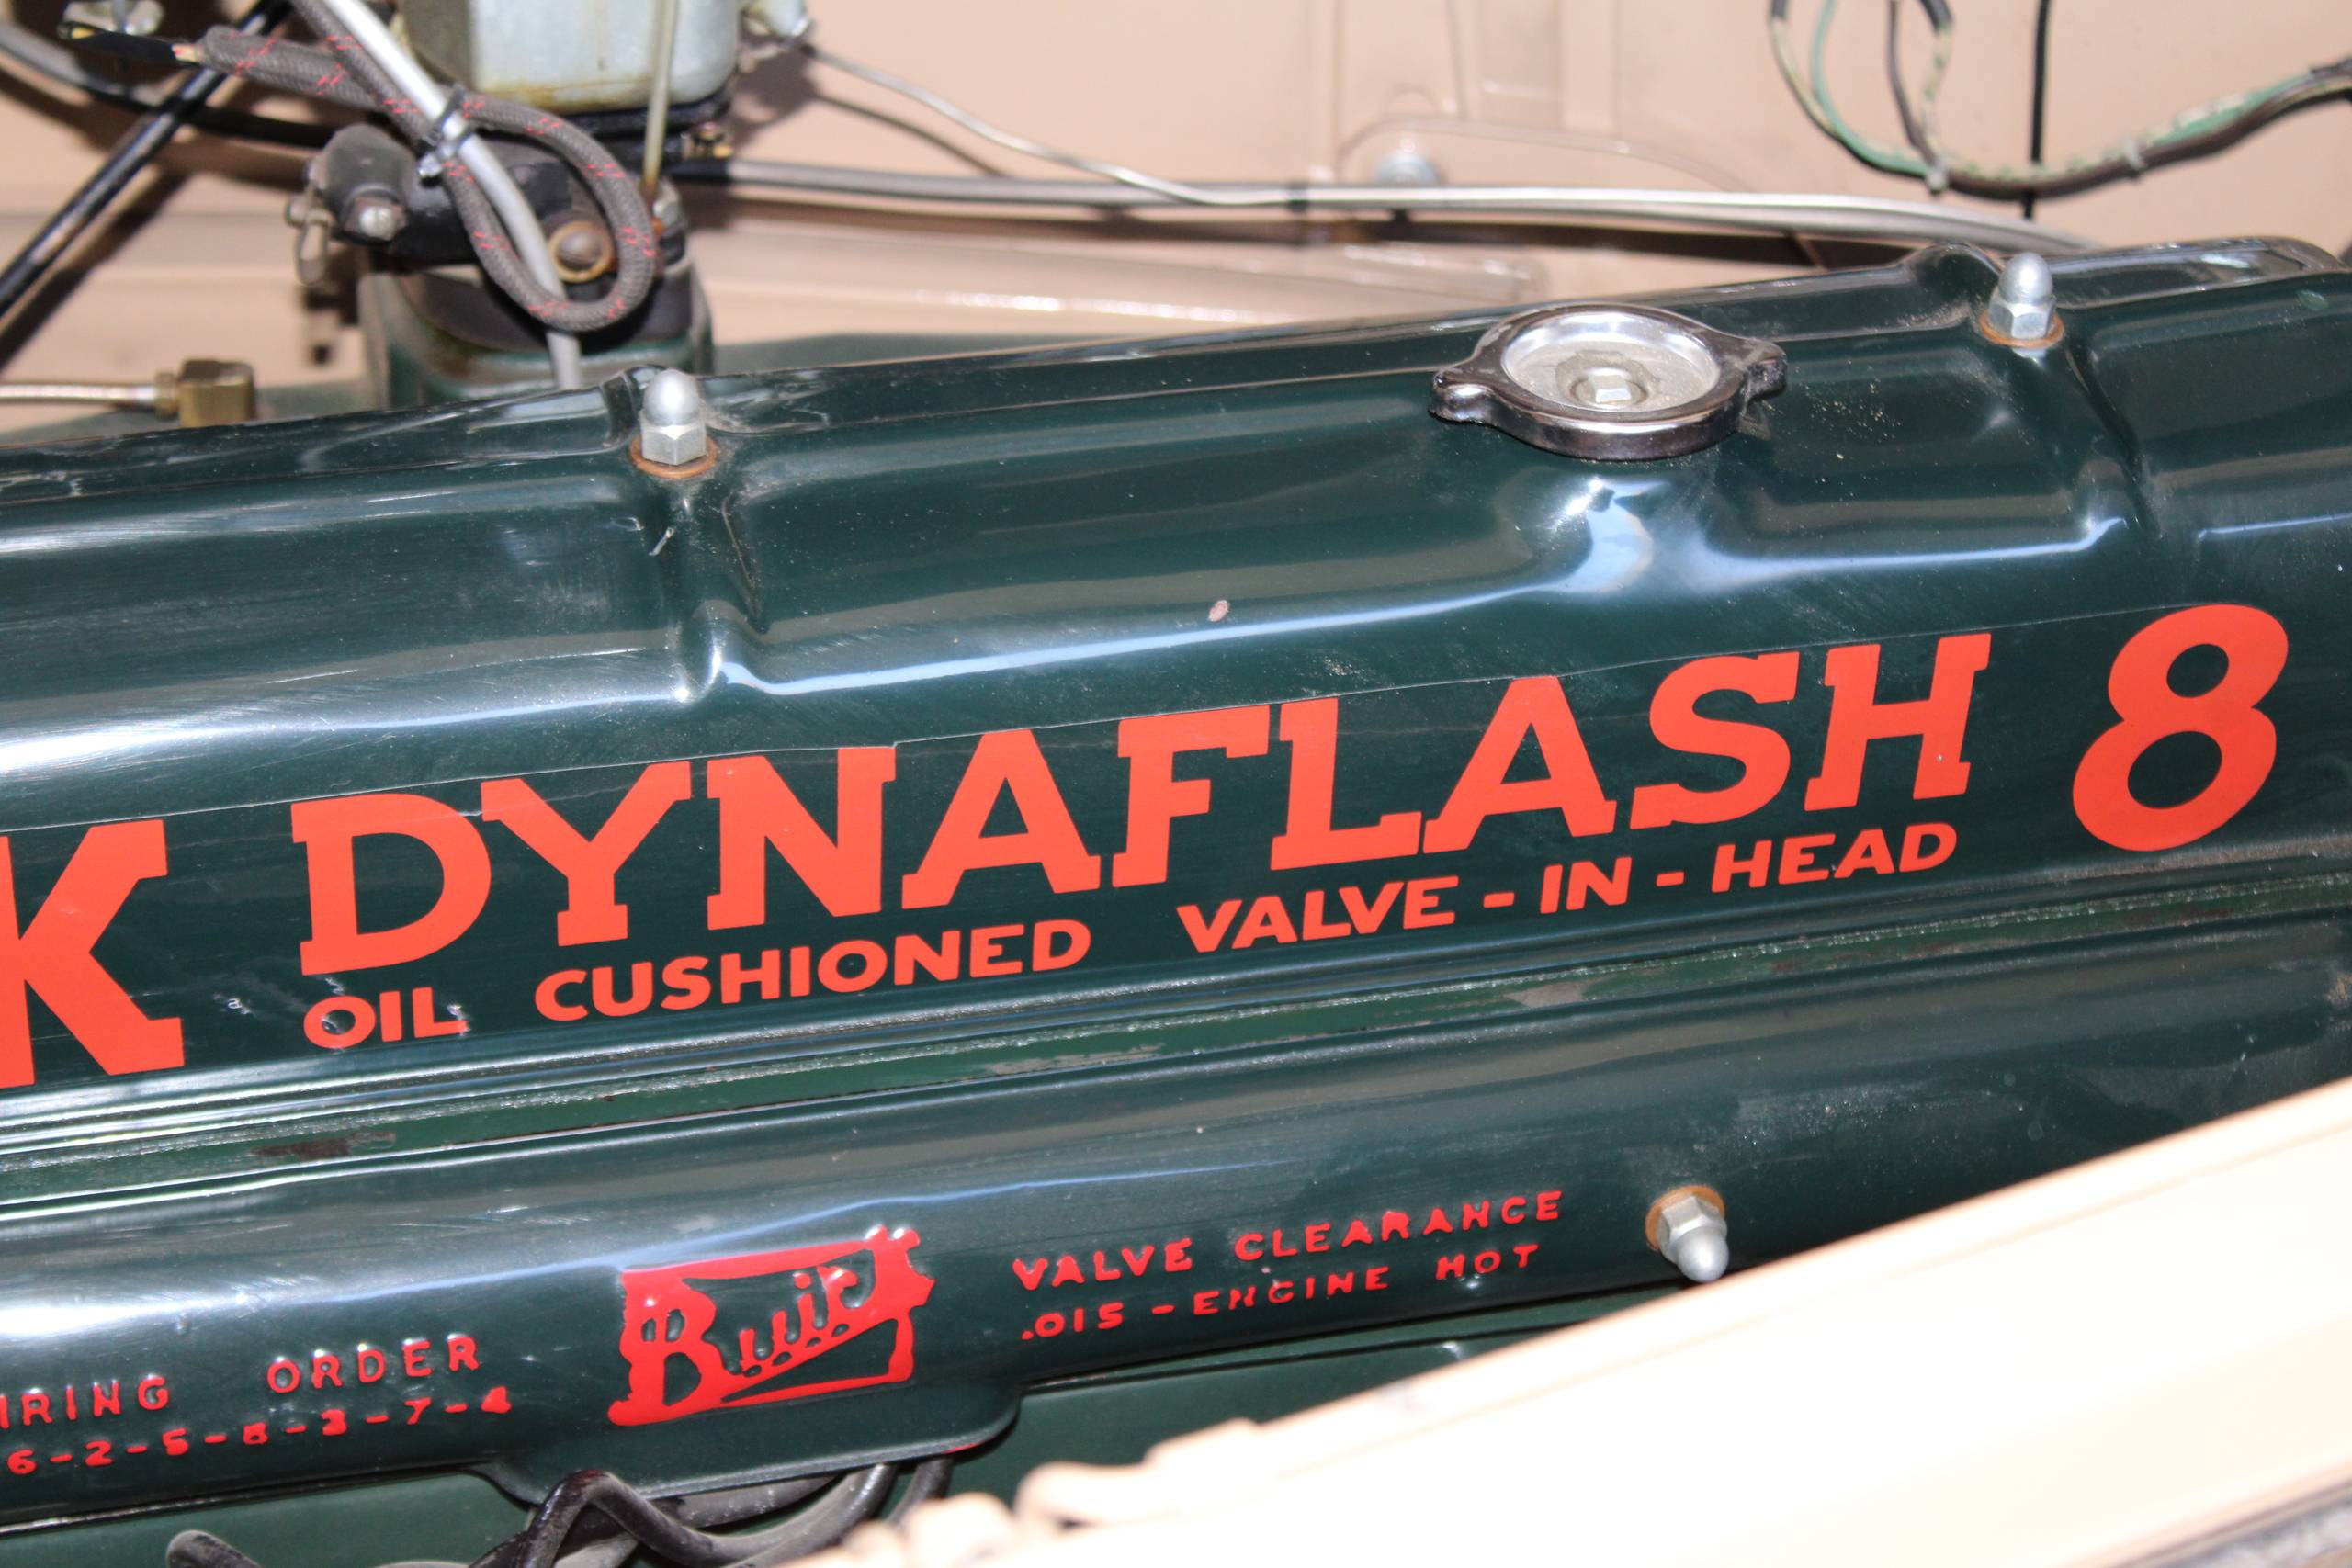 K DYNAFLASH 8
OIL CUSHIONED VALVE-IN-HEAD
IRING ORDER
6-2-5-8-3-7-4
Buick
VALVE CLEARANCE
.015 - ENGINE HOT